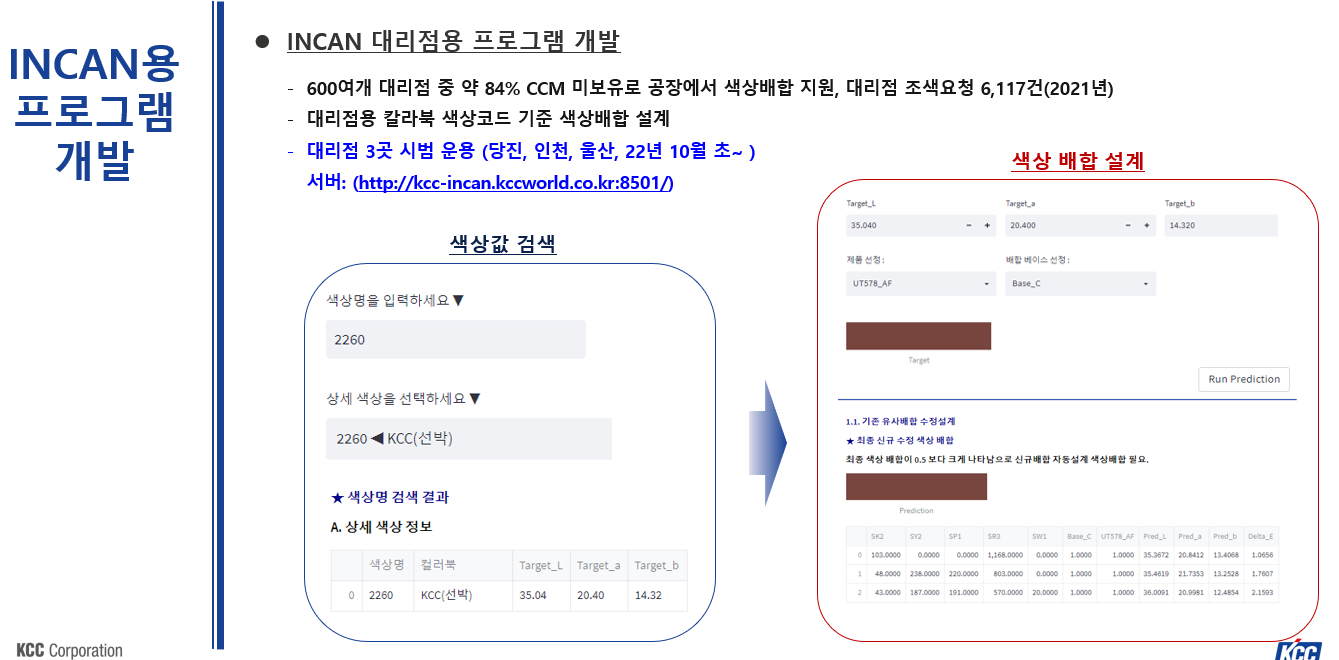 INCAN용
프로그램
개발
● INCAN 대리점용 프로그램 개발
- 600여개 대리점 중 약 84% CCM 미보유로 공장에서 색상배합 지원, 대리점 조색요청 6,117건(2021년)
- 대리점용 칼라북 색상코드 기준 색상배합 설계
- 대리점 3곳 시범 운용 (당진, 인천, 울산, 22년 10월 초~ )
서버: (http://kcc-incan.kccworld.co.kr:8501/)
색상값 검색
색상명을 입력하세요▼
2260
상세 색상을 선택하세요▼
2260 ◀ KCC(선박)
★ 색상명 검색 결과
A. 상세 색상 정보
색상명 컬러북 Target_L Target_a Target_b
0 2260 KCC(선박) 35.04 20.40 14.32
색상 배합 설계
Target_L Target_a Target_b
35.040 − + 20.400 − + 14.320
제품 선정 : 배합 베이스 선정 :
UT578_AF Base_C
Target
Run Prediction
1.1. 기존 유사배합 수정설계
★ 최종 신규 수정 색상 배합
최종 색상 배합이 0.5 보다 크게 나타남으로 신규배합 자동설계 색상배합 필요.
Prediction
SK2 SY2 SP1 SR3 SW1 Base_C UT578_AF Pred_L Pred_a Pred_b Delta_E
0 103.0000 0.0000 0.0000 1,168.0000 0.0000 1.0000 1.0000 35.3672 20.8412 13.4068 1.0656
1 48.0000 238.0000 220.0000 803.0000 0.0000 1.0000 1.0000 35.4619 21.7353 13.2528 1.7607
2 43.0000 187.0000 191.0000 570.0000 20.0000 1.0000 1.0000 36.0091 20.9981 12.4854 2.1593
KCC Corporation
KCC